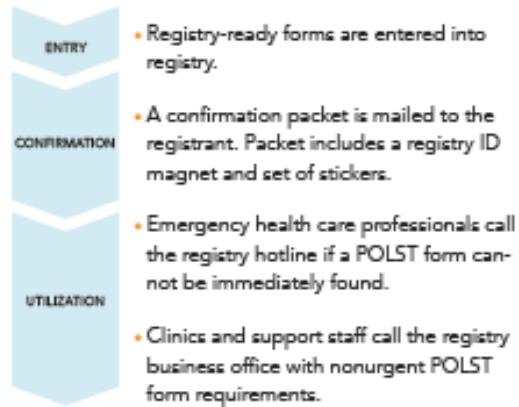 ENTRY
• Registry-ready forms are entered into
registry.
CONFIRMATION
• A confirmation packet is mailed to the
registrant. Packet includes a registry ID
magnet and set of stickers.
UTILIZATION
• Emergency health care professionals call
the registry hotline if a POLST form can-
not be immediately found.
• Clinics and support staff call the registry
business office with nonurgent POLST
form requirements.